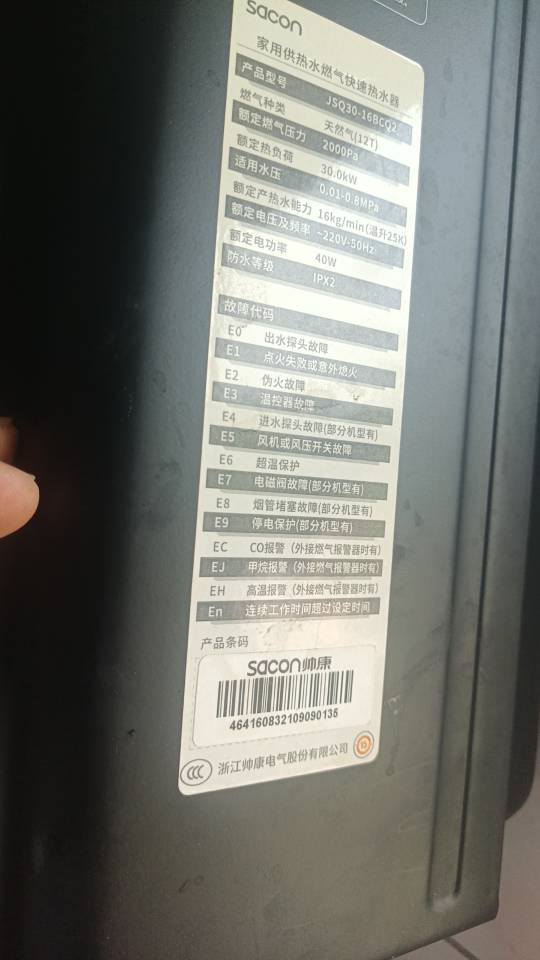 sacon
家用供热水燃气快速热水器
产品型号 JSQ30-16BCQ2
燃气种类 天然气(12T)
额定燃气压力 2000Pa
额定热负荷 30.0kW
适用水压 0.01-0.8MPa
额定产热水能力 16kg/min(温升25K)
额定电压及频率 ~220V-50Hz
额定电功率 40W
防水等级 IPX2
故障代码
E0 出水探头故障
E1 点火失败或意外熄火
E2 伪火故障
E3 温控器故障
E4 进水探头故障(部分机型有)
E5 风机或风压开关故障
E6 超温保护
E7 电磁阀故障(部分机型有)
E8 烟管堵塞故障(部分机型有)
E9 停电保护(部分机型有)
EC CO报警（外接燃气报警器时有）
EJ 甲烷报警（外接燃气报警器时有）
EH 高温报警（外接燃气报警器时有）
En 连续工作时间超过设定时间
产品条码
sacon帅康
464160832109090135
CCC 浙江帅康电气股份有限公司